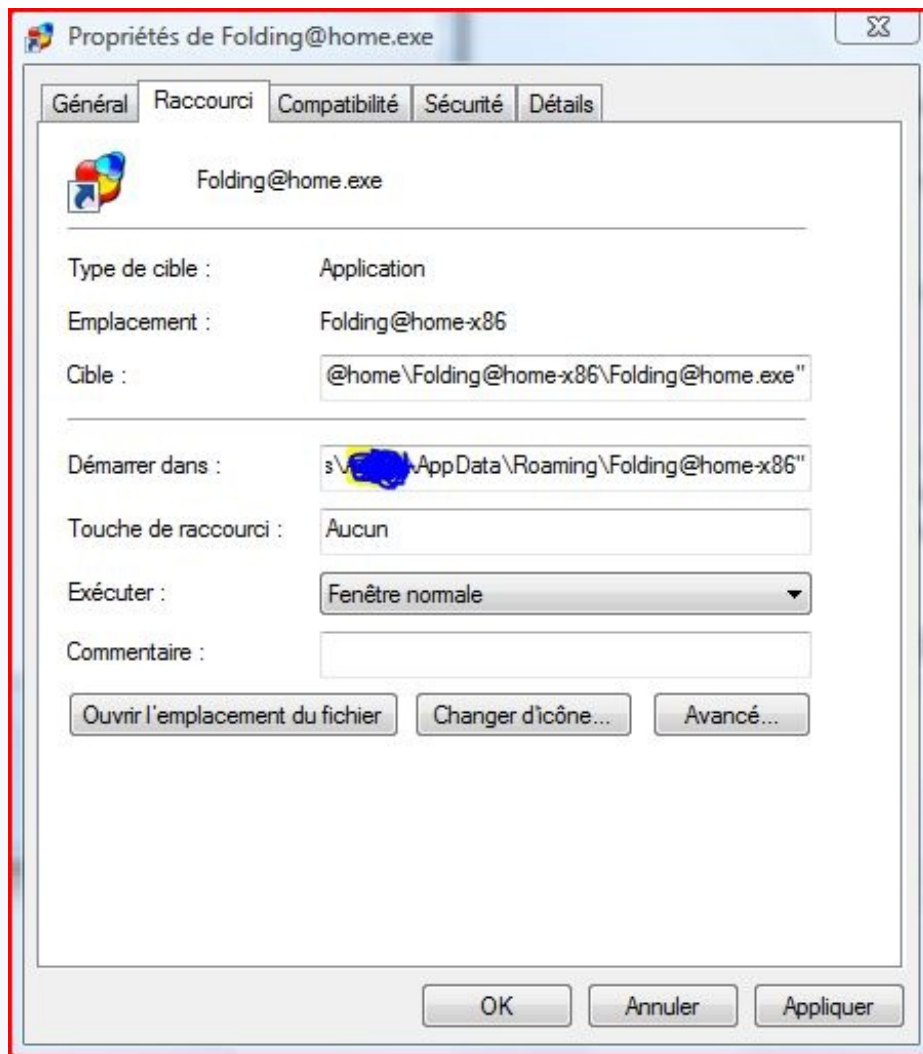 Propriétés de Folding@home.exe
Général Raccourci Compatibilité Sécurité Détails
Folding@home.exe
Type de cible : Application
Emplacement : Folding@home-x86
Cible : @home\Folding@home-x86\Folding@home.exe"
Démarrer dans : s\ \AppData\Roaming\Folding@home-x86"
Touche de raccourci : Aucun
Exécuter : Fenêtre normale
Commentaire :
Ouvrir l'emplacement du fichier Changer d'icône... Avancé...
OK Annuler Appliquer